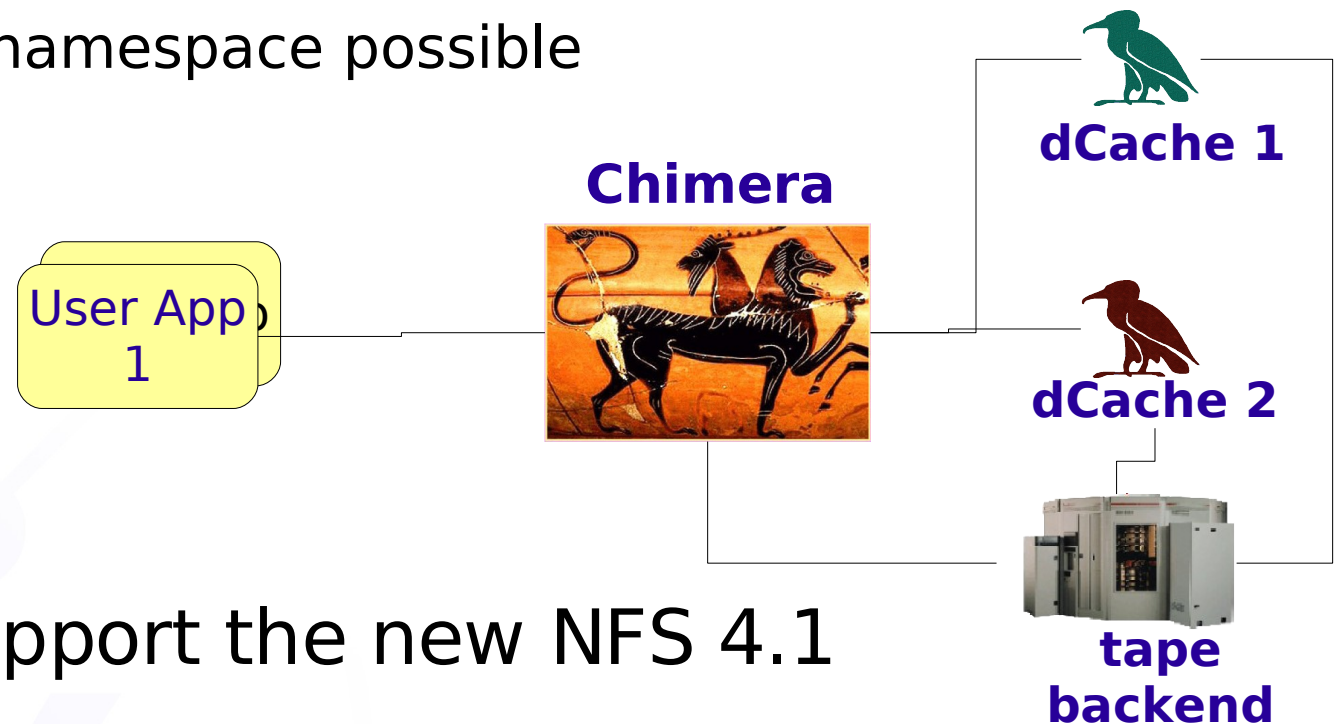 namespace possible
dCache 1
Chimera
User App
1
dCache 2
pport the new NFS 4.1
tape
backend